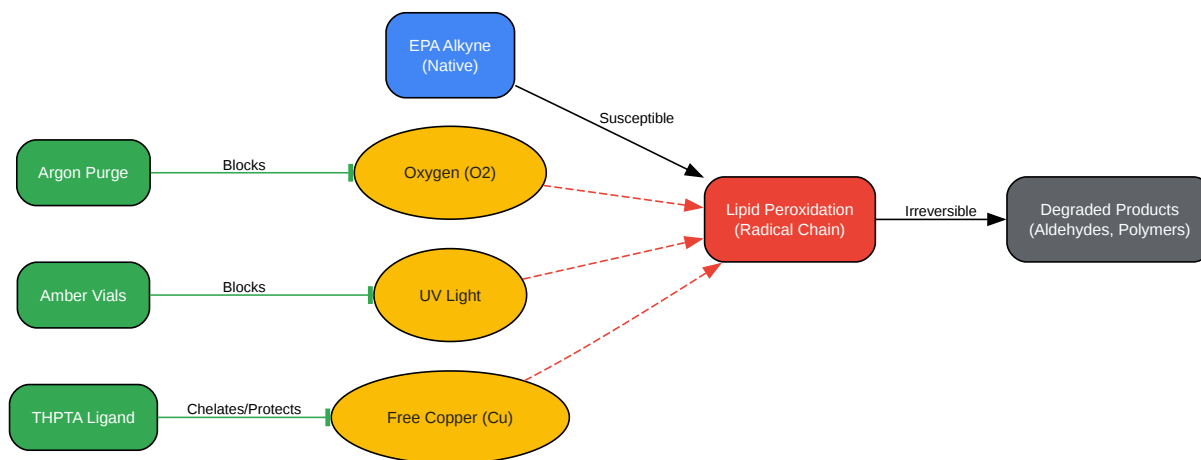 EPA Alkyne
(Native)
Susceptible
Argon Purge
Blocks
Oxygen (O2)
Lipid Peroxidation
(Radical Chain)
Irreversible
Degraded Products
(Aldehydes, Polymers)
Amber Vials
Blocks
UV Light
THPTA Ligand
Chelates/Protects
Free Copper (Cu)